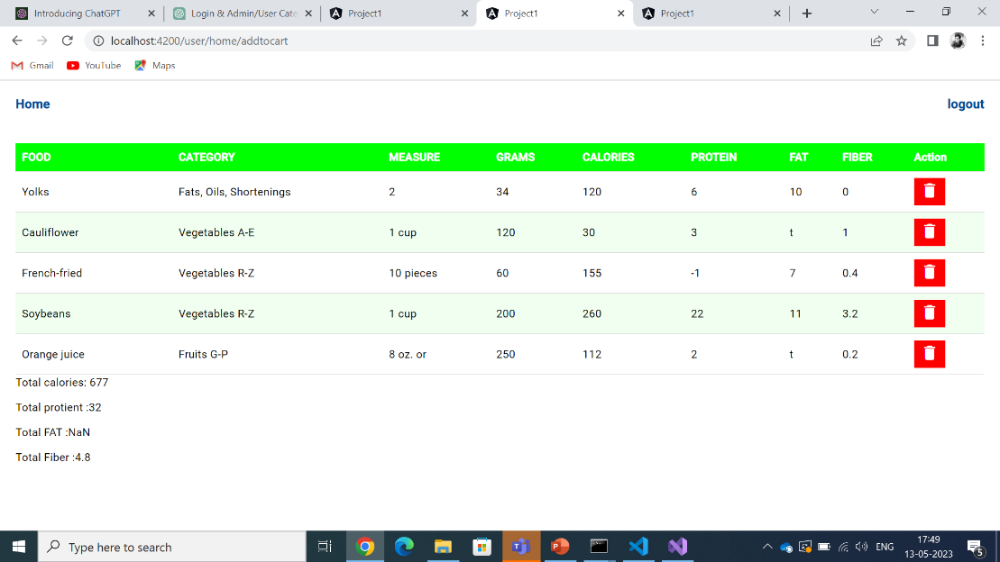 Introducing ChatGPT
Login & Admin/User Cate
Project1
Project1
Project1
localhost:4200/user/home/addtocart
Gmail YouTube Maps
Home logout
FOOD CATEGORY MEASURE GRAMS CALORIES PROTEIN FAT FIBER Action
Yolks Fats, Oils, Shortenings 2 34 120 6 10 0
Cauliflower Vegetables A-E 1 cup 120 30 3 t 1
French-fried Vegetables R-Z 10 pieces 60 155 -1 7 0.4
Soybeans Vegetables R-Z 1 cup 200 260 22 11 3.2
Orange juice Fruits G-P 8 oz. or 250 112 2 t 0.2
Total calories: 677
Total protient :32
Total FAT :NaN
Total Fiber :4.8
Type here to search
ENG
17:49
13-05-2023
5